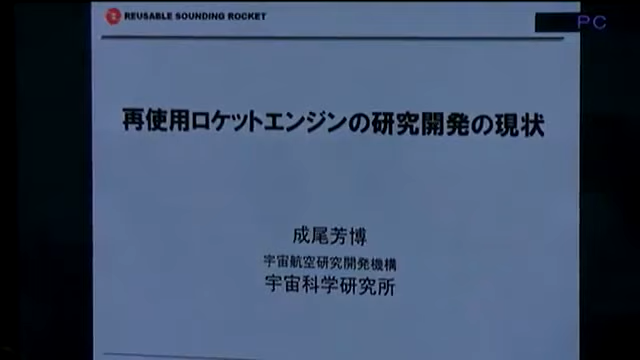 REUSABLE SOUNDING ROCKET
PC
再使用ロケットエンジンの研究開発の現状
成尾芳博
宇宙航空研究開発機構
宇宙科学研究所